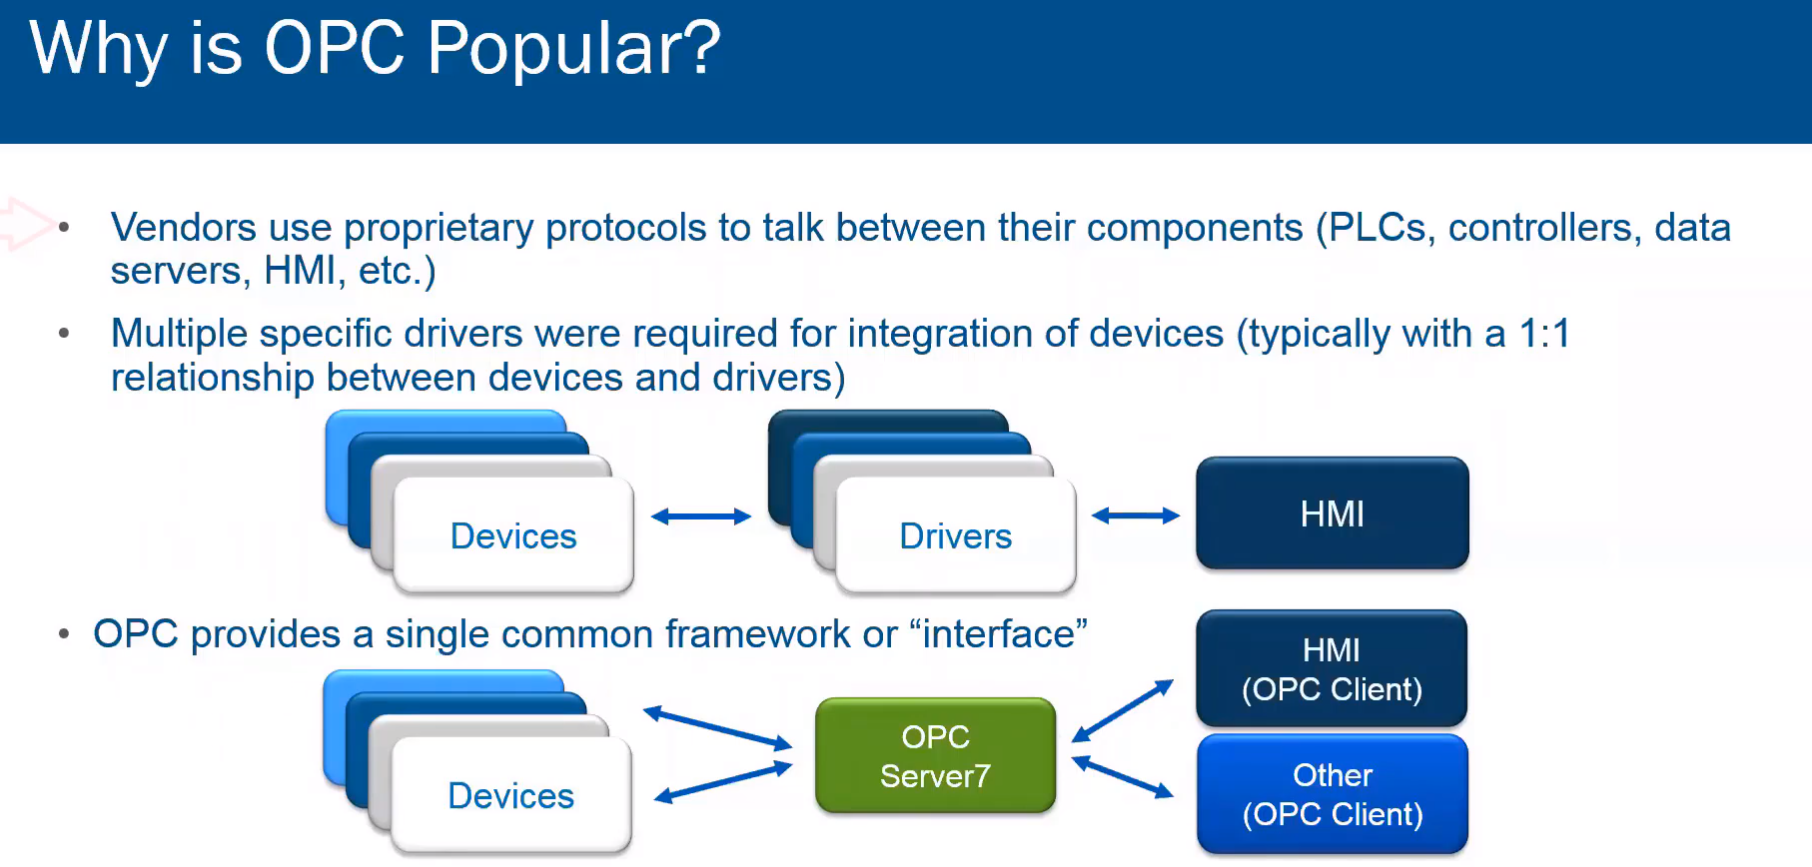 Why is OPC Popular?
• Vendors use proprietary protocols to talk between their components (PLCs, controllers, data
servers, HMI, etc.)
• Multiple specific drivers were required for integration of devices (typically with a 1:1
relationship between devices and drivers)
Devices
Drivers
HMI
• OPC provides a single common framework or “interface”
Devices
OPC
Server7
HMI
(OPC Client)
Other
(OPC Client)